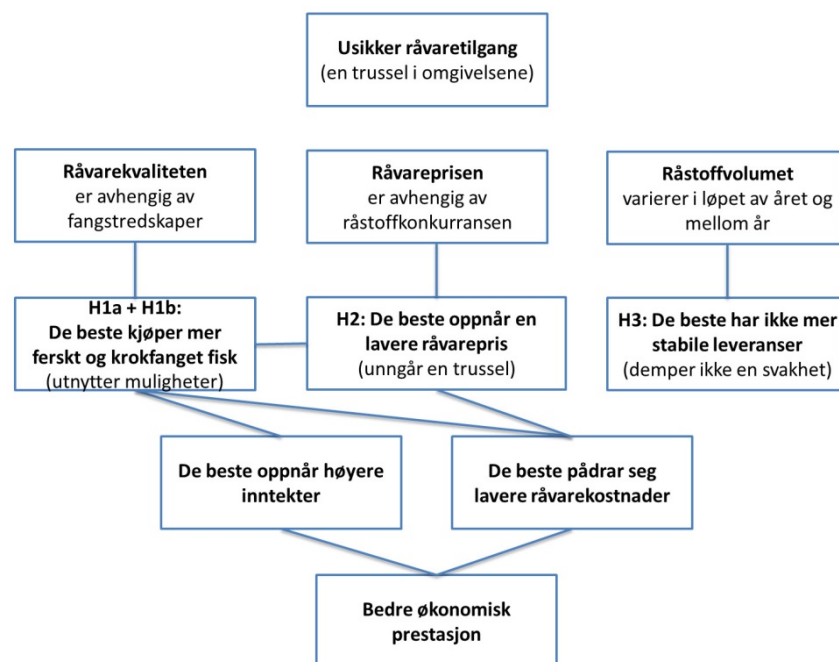 Usikker råvaretilgang
(en trussel i omgivelsene)
Råvarekvaliteten
er avhengig av
fangstredskaper
Råvareprisen
er avhengig av
råstoffkonkurransen
Råstoffvolumet
varierer i løpet av året og
mellom år
H1a + H1b:
De beste kjøper mer
ferskt og krokfanget fisk
(utnytter muligheter)
H2: De beste oppnår en
lavere råvarepris
(unngår en trussel)
H3: De beste har ikke mer
stabile leveranser
(demper ikke en svakhet)
De beste oppnår høyere
inntekter
De beste pådrar seg
lavere råvarekostnader
Bedre økonomisk
prestasjon